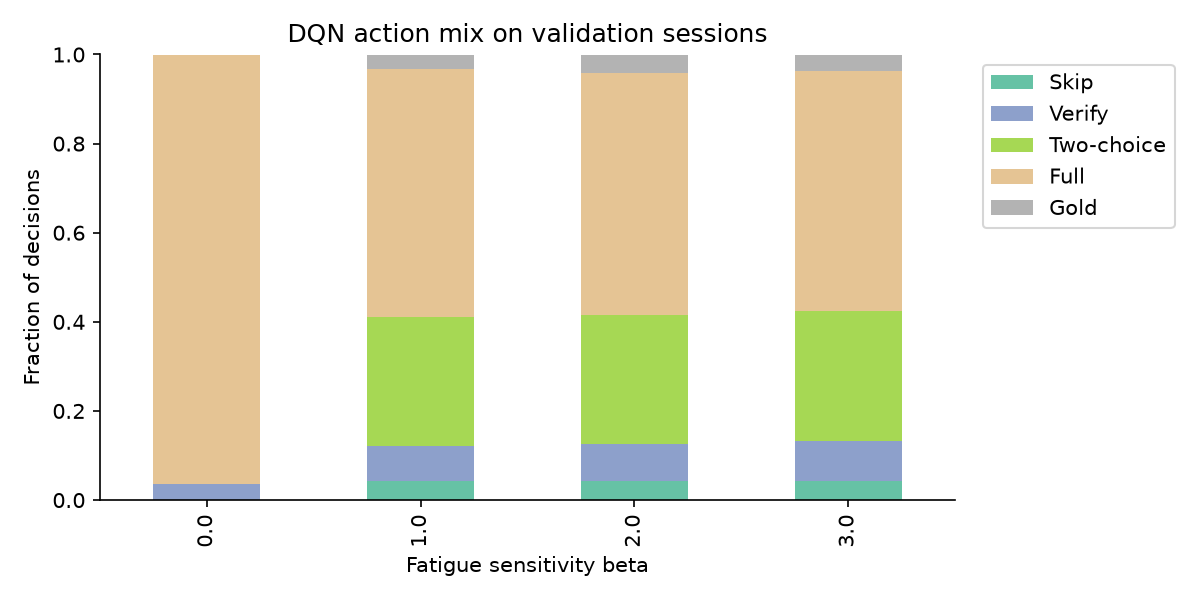 DQN action mix on validation sessions
Fraction of decisions
1.0
0.8
0.6
0.4
0.2
0.0
0.0
1.0
2.0
3.0
Fatigue sensitivity beta
Skip
Verify
Two-choice
Full
Gold